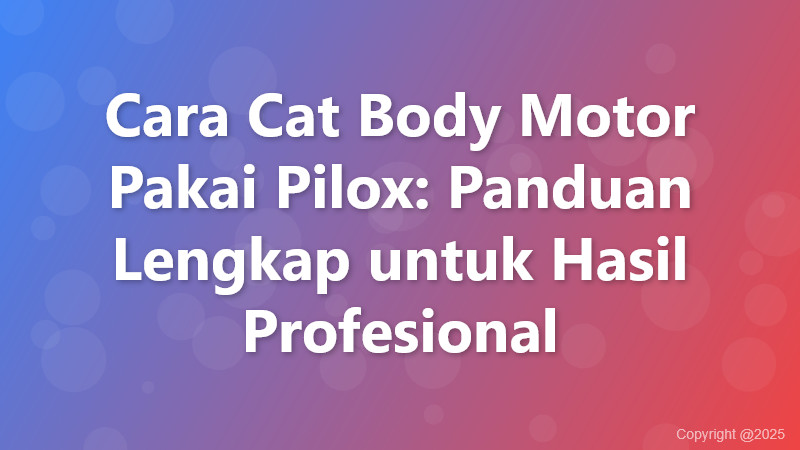 Cara Cat Body Motor
Pakai Pilox: Panduan
Lengkap untuk Hasil
Profesional
Copyright @2025